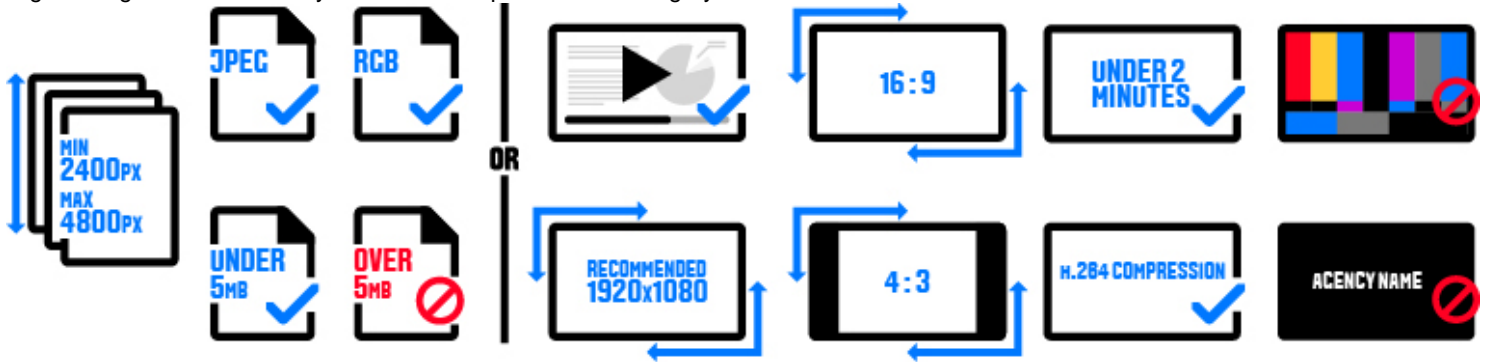 JPEG
RGB
MIN
2400PX
MAX
4800PX
UNDER
5MB
OVER
5MB
OR
16:9
UNDER 2
MINUTES
RECOMMENDED
1920x1080
4:3
H.264 COMPRESSION
AGENCY NAME